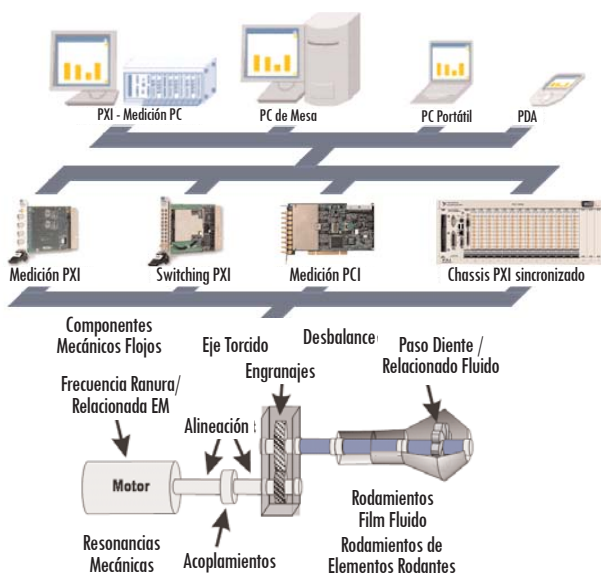 PXI - Medición PC
PC de Mesa
PC Portátil
PDA
Medición PXI
Switching PXI
Medición PCI
Chassis PXI sincronizado
Componentes
Mecánicos Flojos
Eje Torcido
Desbalance
Engranajes
Paso Diente /
Relacionado Fluido
Frecuencia Ranura/
Relacionada EM
Alineación
Motor
Resonancias
Mecánicas
Acoplamientos
Rodamientos
Film Fluido
Rodamientos de
Elementos Rodantes